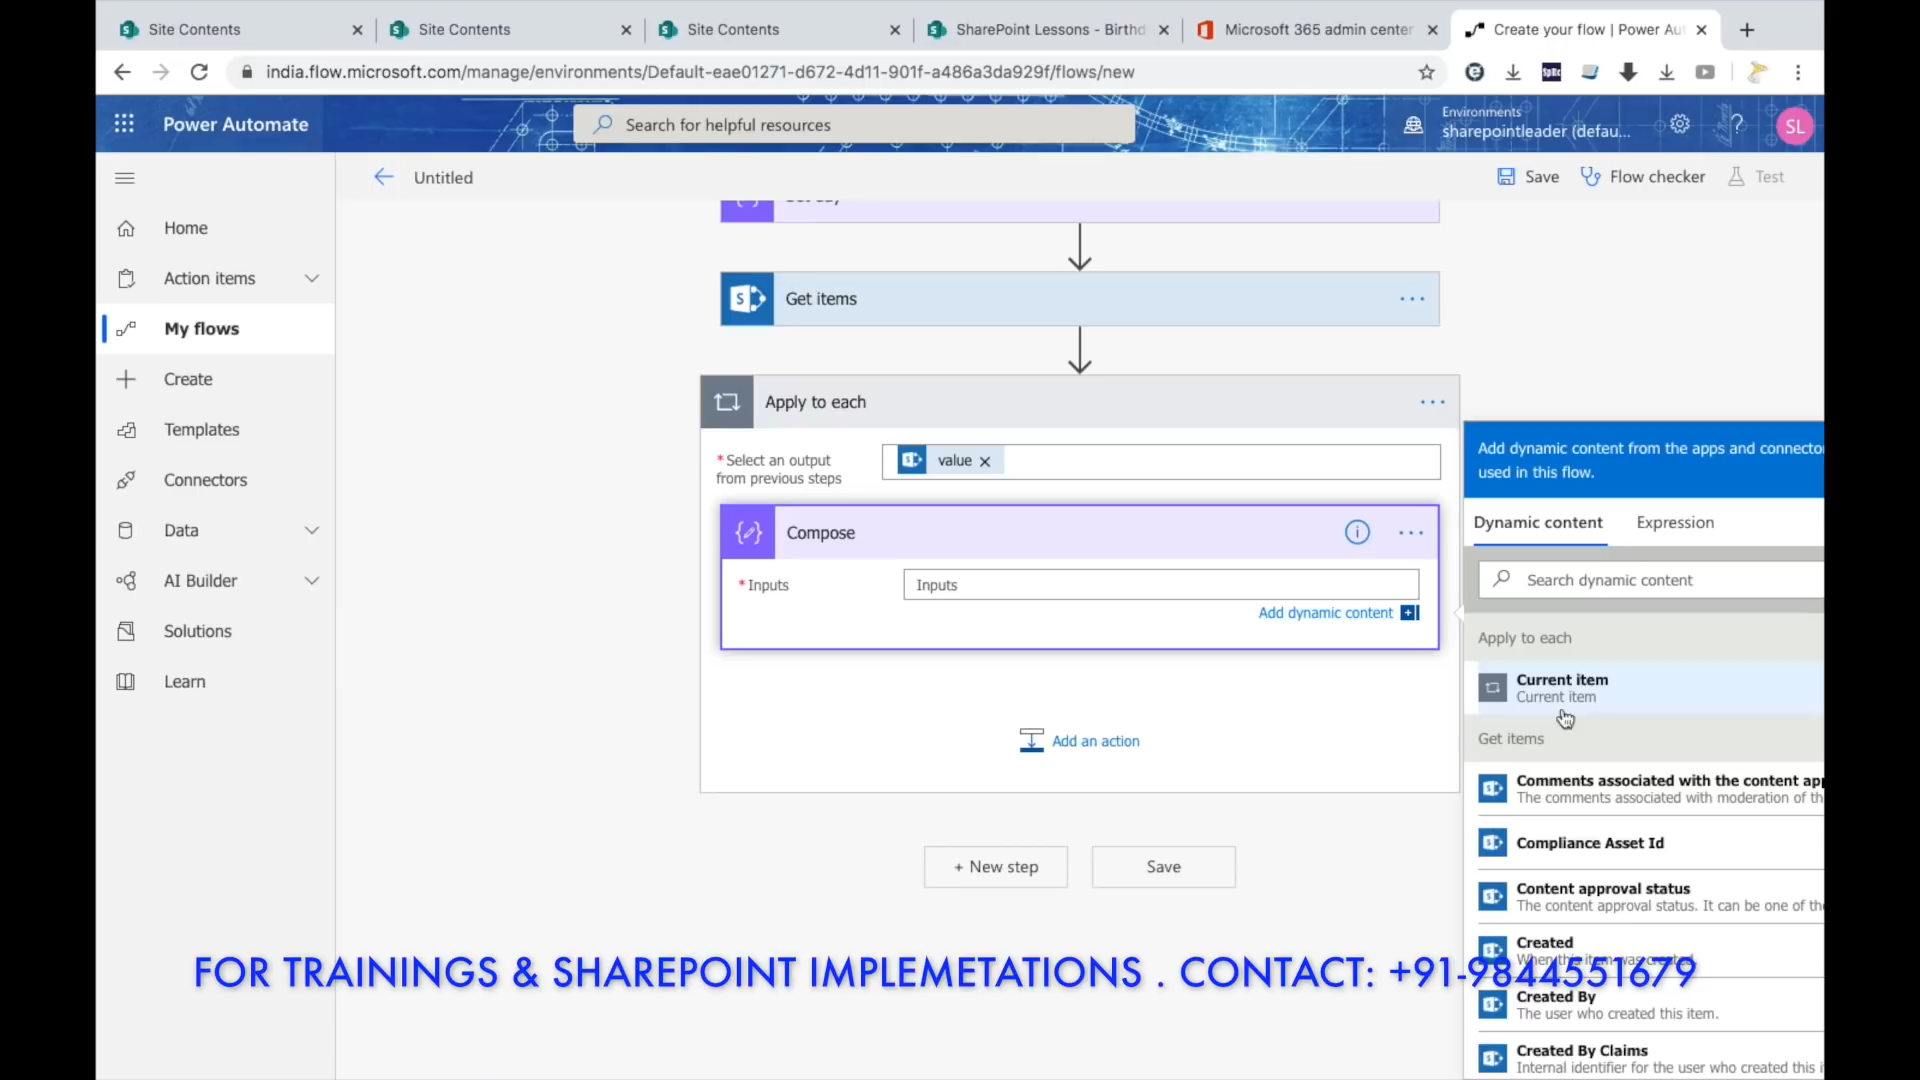 Site Contents
Site Contents
Site Contents
SharePoint Lessons - Birthd
Microsoft 365 admin center
Create your flow | Power Aut
india.flow.microsoft.com/manage/environments/Default-eae01271-d672-4d11-901f-a486a3da929f/flows/new
Power Automate
Search for helpful resources
Environments
sharepointleader (defau...
SL
Untitled
Save
Flow checker
Test
Home
Action items
My flows
Create
Templates
Connectors
Data
AI Builder
Solutions
Learn
Get items
Apply to each
*Select an output
from previous steps
value
Compose
*Inputs
Inputs
Add dynamic content
Add an action
+ New step
Save
Add dynamic content from the apps and connecto
used in this flow.
Dynamic content
Expression
Search dynamic content
Apply to each
Current item
Current item
Get items
Comments associated with the content app
The comments associated with moderation of th
Compliance Asset Id
Content approval status
The content approval status. It can be one of the
Created
When this item was created.
Created By
The user who created this item.
Created By Claims
Internal identifier for the user who created this i
FOR TRAININGS & SHAREPOINT IMPLEMETATIONS . CONTACT: +91-9844551679